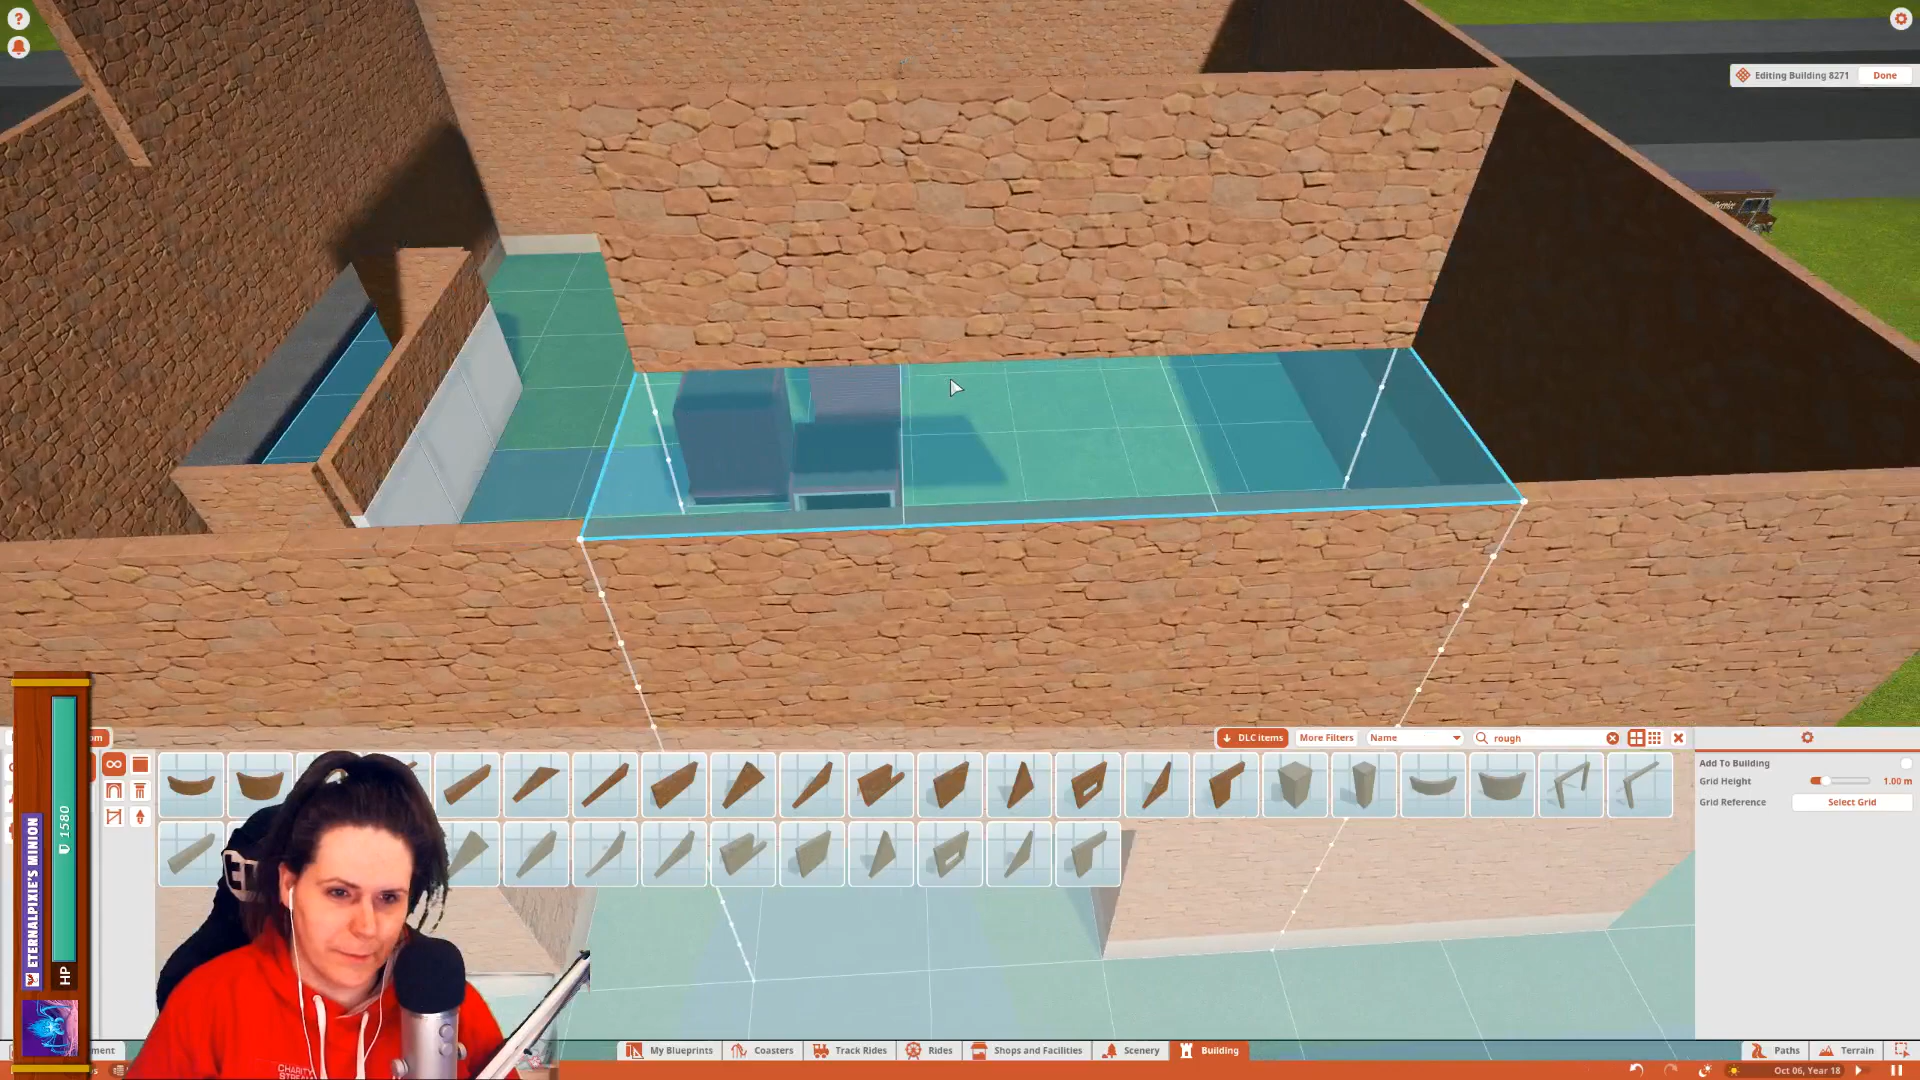 ?
Editing Building 8271 Done
DLC items More Filters Name rough
Add To Building
Grid Height 1.00 m
Grid Reference Select Grid
ETERNALPIXIE'S MINION
1580
HP
CHARITY
STREAM
My Blueprints Coasters Track Rides Rides Shops and Facilities Scenery Building Paths Terrain
Oct 06, Year 18